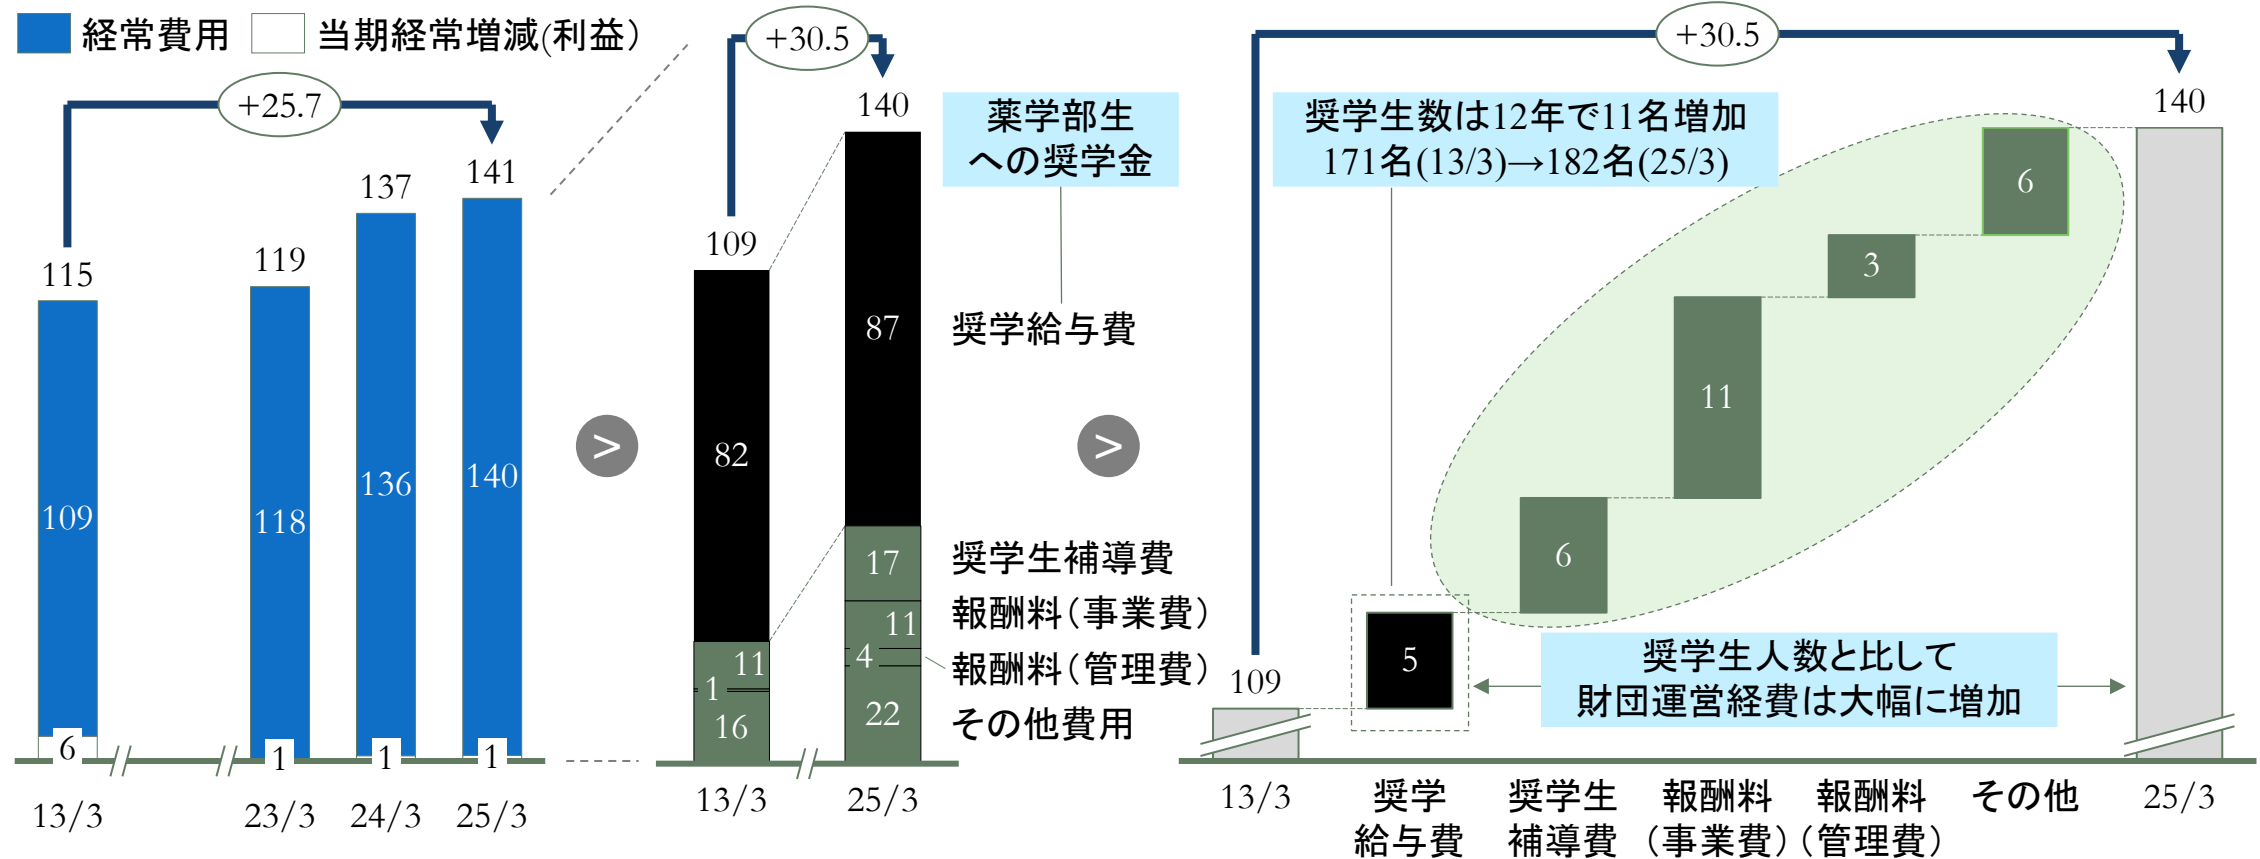 経常費用
当期経常増減(利益）
+25.7
115
119
137
141
109
118
136
140
6
1
1
1
13/3
23/3
24/3
25/3
>
+30.5
109
140
82
87
11
1
16
17
11
4
22
13/3
25/3
薬学部生
への奨学金
奨学給与費
奨学生補導費
報酬料（事業費）
報酬料（管理費）
その他費用
>
+30.5
奨学生数は12年で11名増加
171名(13/3)→182名(25/3)
140
6
3
11
6
5
109
奨学生人数と比して
財団運営経費は大幅に増加
13/3
奨学
給与費
奨学生
補導費
報酬料
（事業費）
報酬料
（管理費）
その他
25/3